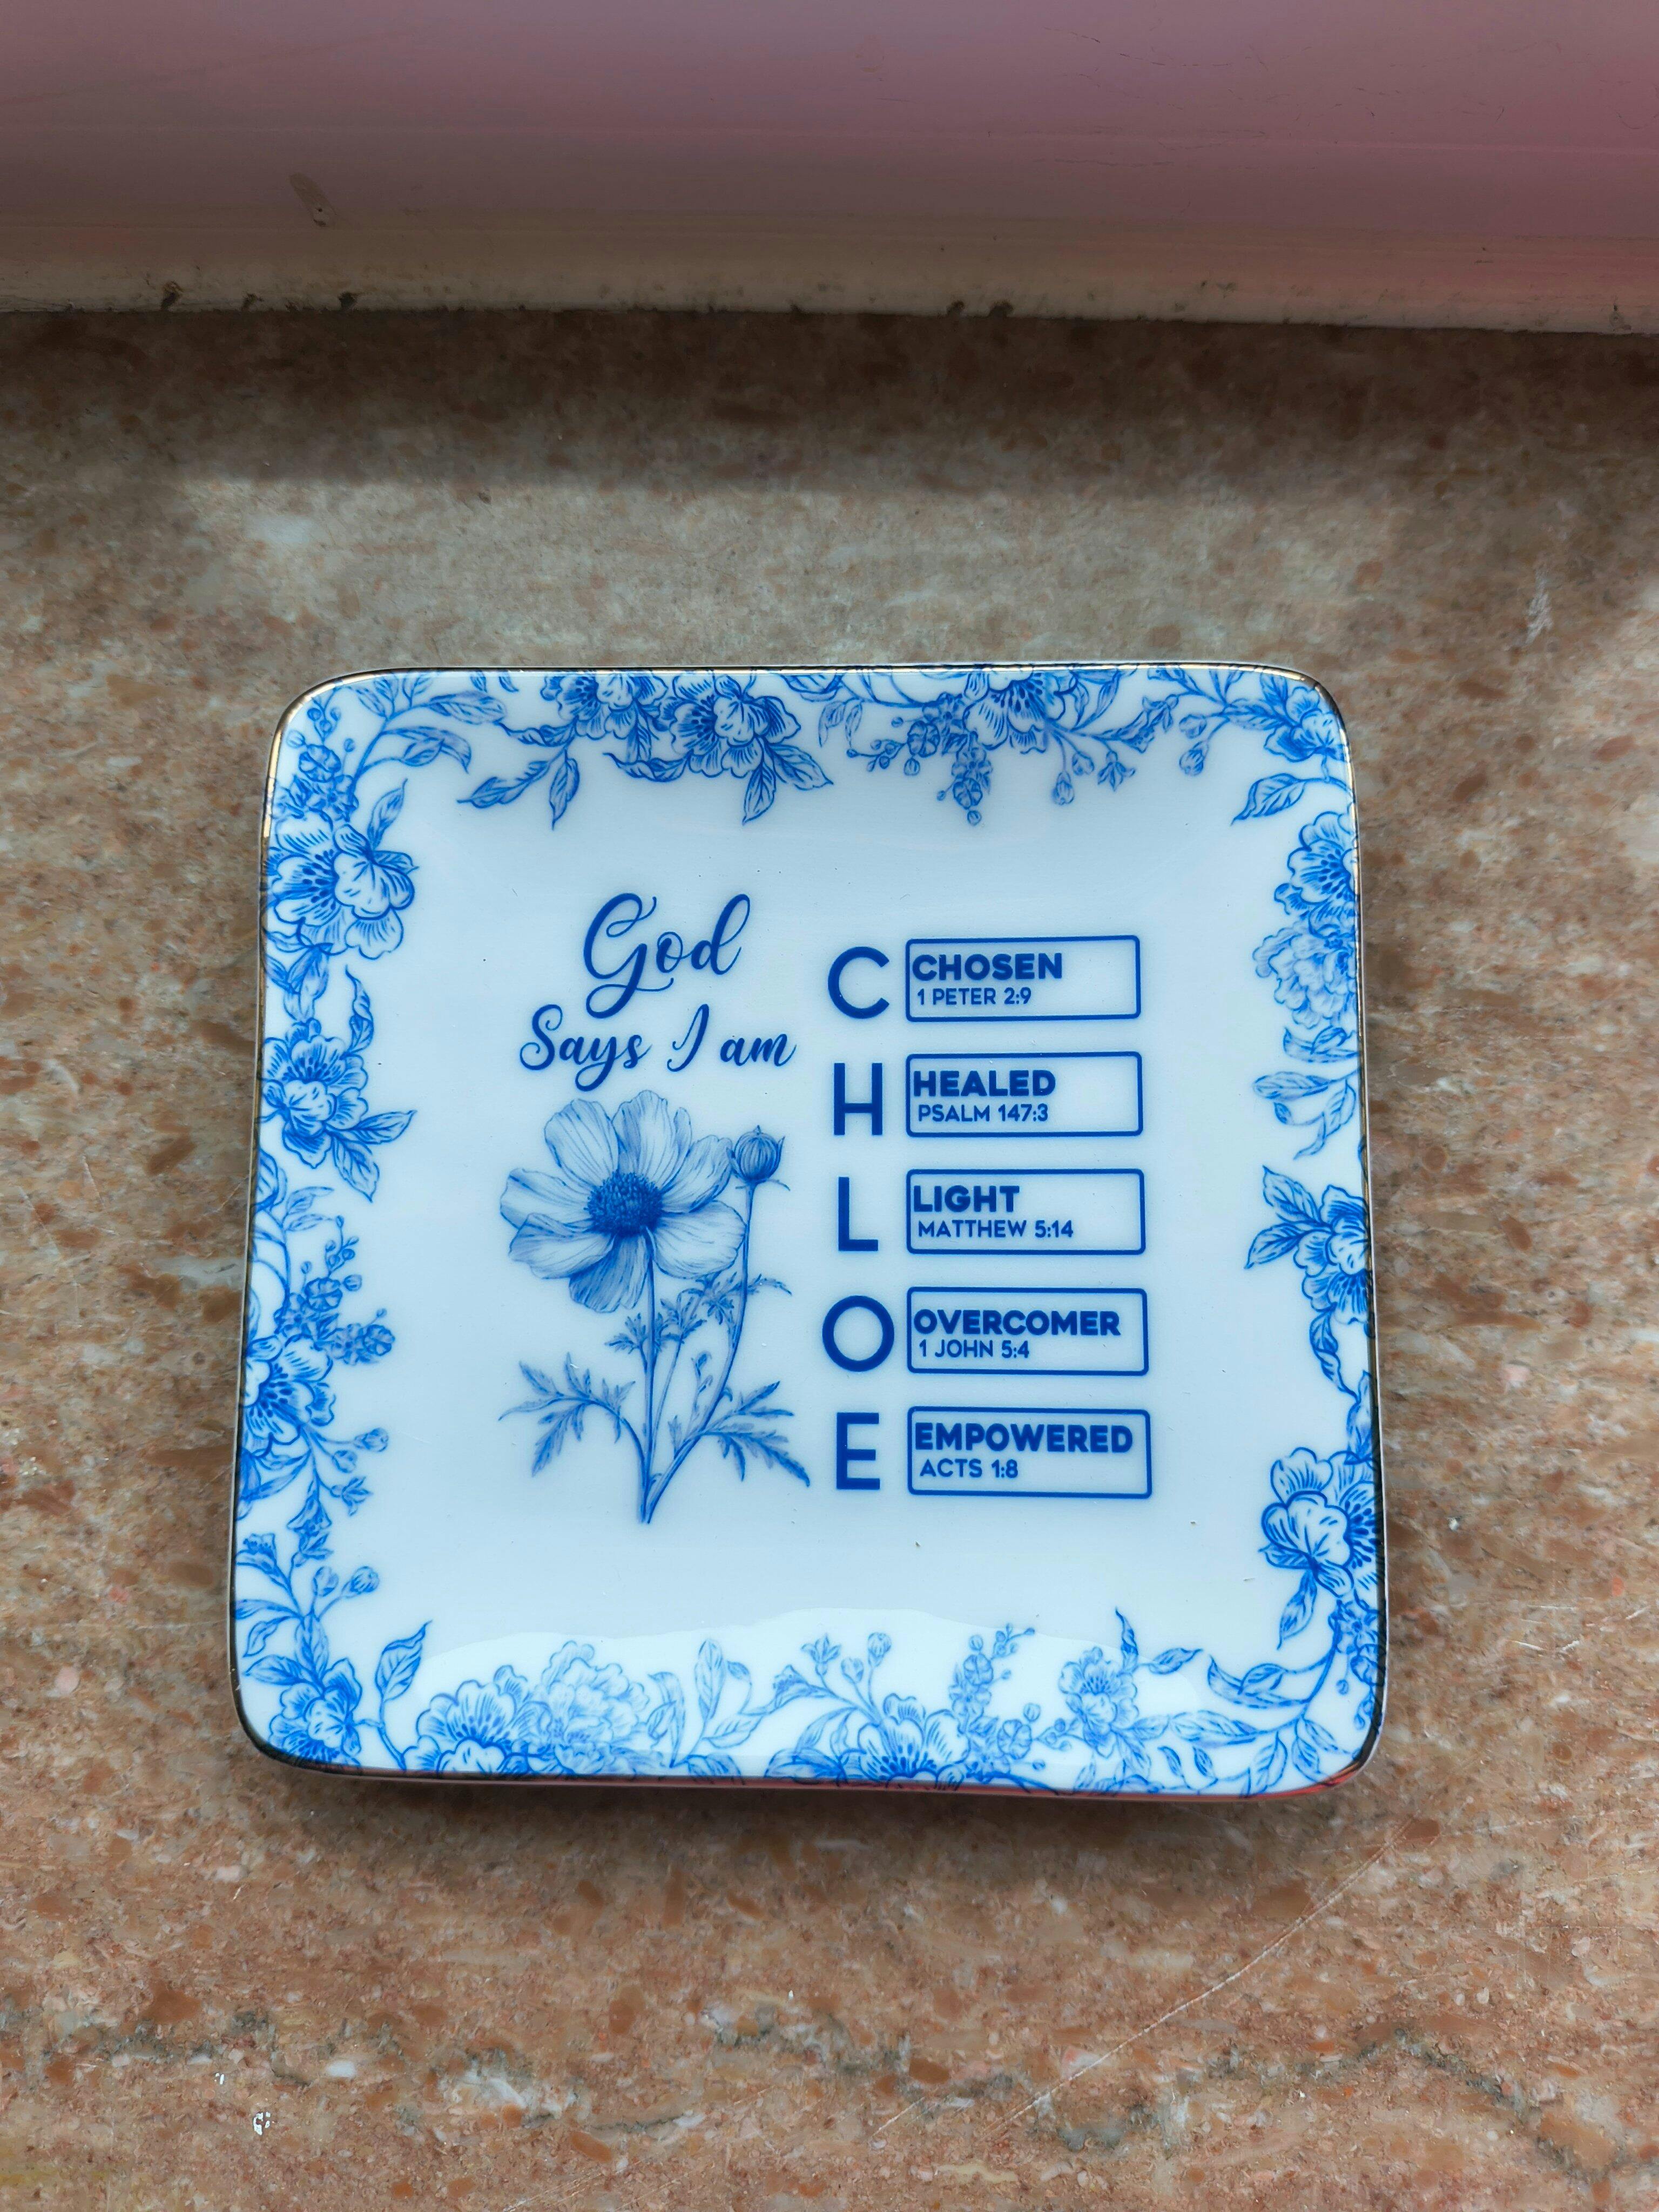 God
Says I am
C
CHOSEN
1 PETER 2:9
H
HEALED
PSALM 147:3
L
LIGHT
MATTHEW 5:14
O
OVERCOMER
1 JOHN 5:4
E
EMPOWERED
ACTS 1:8